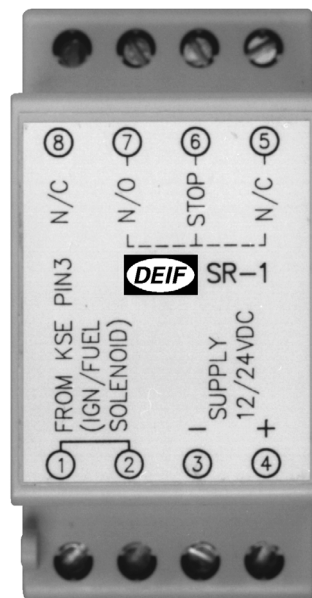 8 7 6 5
N/C N/O STOP N/C
FROM KSE PIN3
(IGN/FUEL
SOLENOID)
DEIF SR-1
SUPPLY
12/24VDC
- +
1 2 3 4